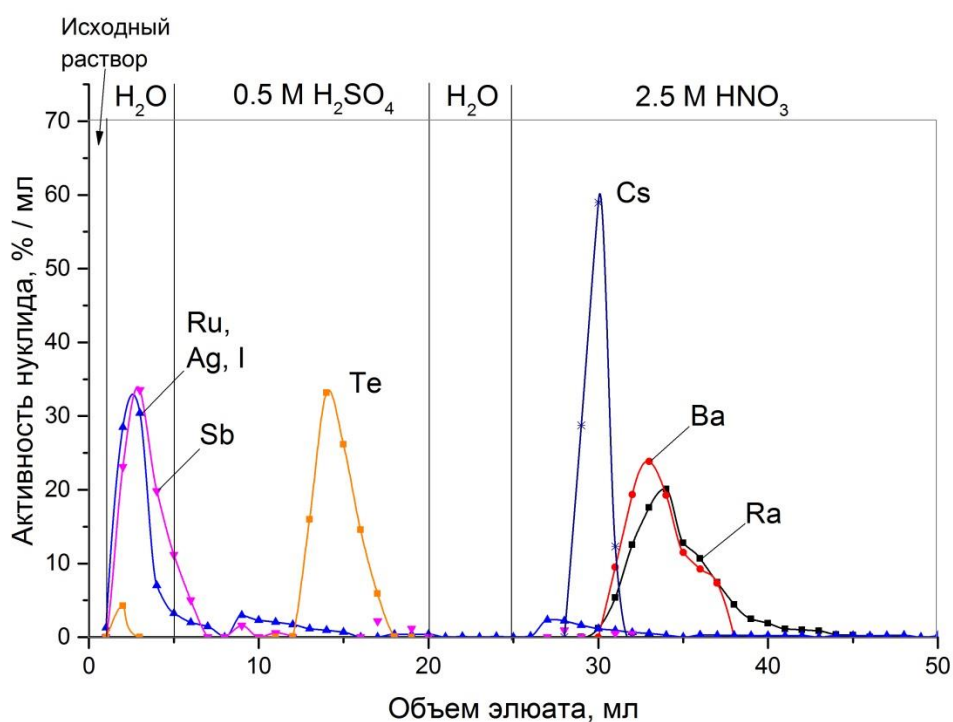 Исходный
раствор
H₂O
0.5 M H₂SO₄
H₂O
2.5 M HNO₃
Активность нуклида, % / мл
70
60
50
40
30
20
10
0
Ru,
Ag, I
Sb
Te
Cs
Ba
Ra
0
10
20
30
40
50
Объем элюата, мл